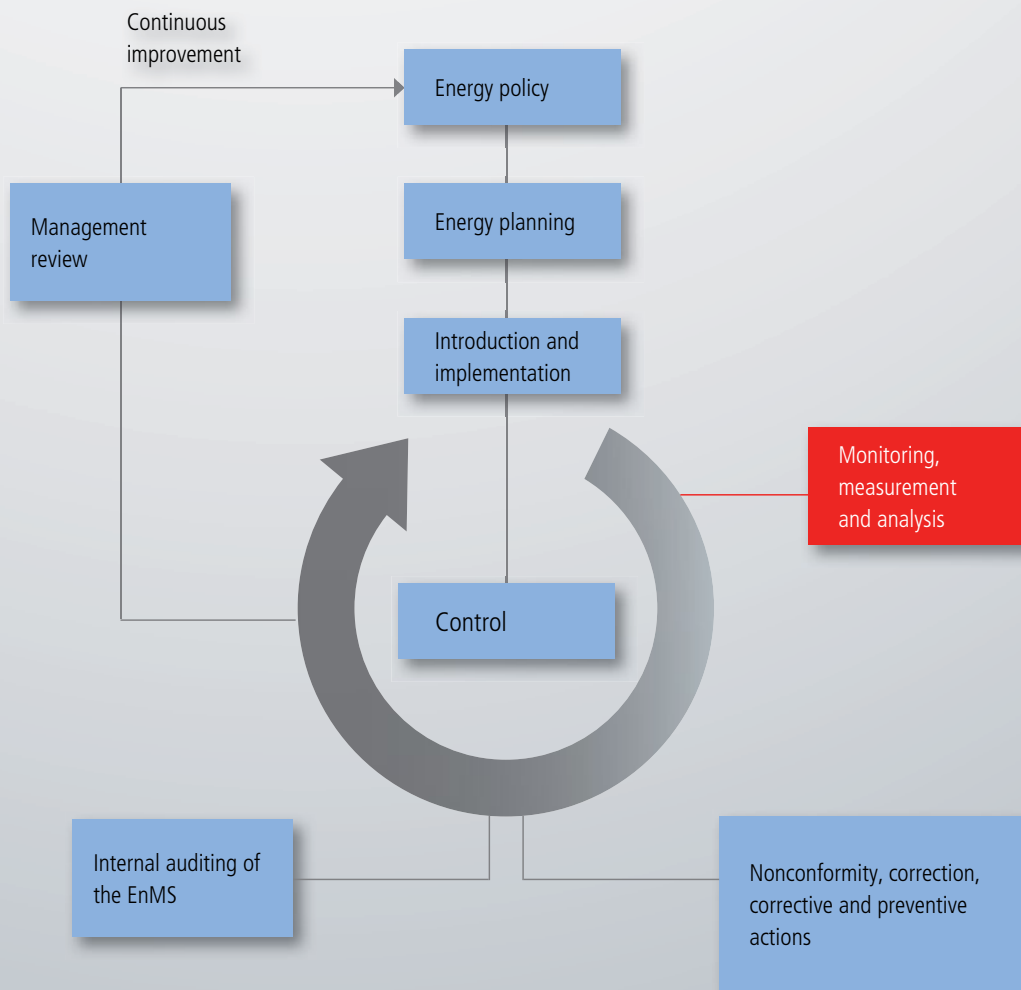 Continuous
improvement
Energy policy
Management
review
Energy planning
Introduction and
implementation
Monitoring,
measurement
and analysis
Control
Internal auditing of
the EnMS
Nonconformity, correction,
corrective and preventive
actions